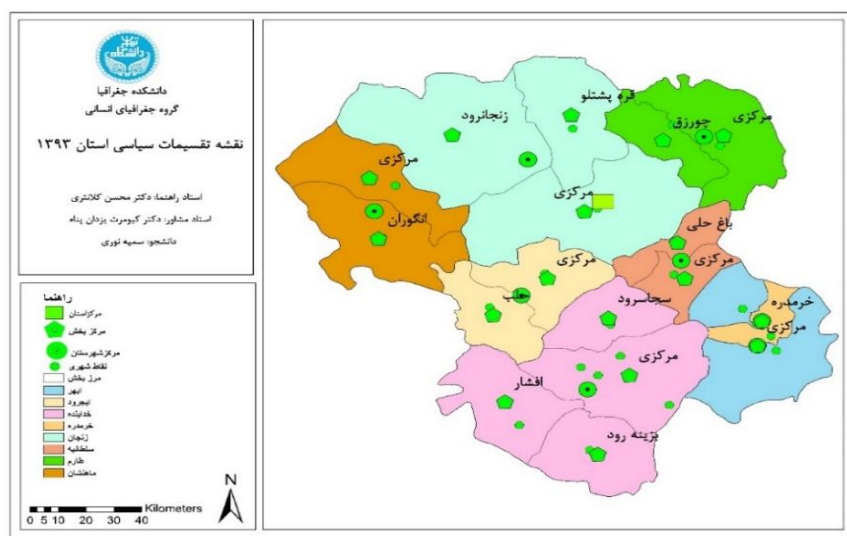 دانشکده جغرافیا
گروه جغرافیای انسانی
نقشه تقسیمات سیاسی استان ۱۳۹۳
استاد راهنما: دکتر محسن کلانتری
استاد مشاور: دکتر کیومرث یزدان پناه
دانشجو: سمیه نوری
راهنما
مرکزاستان
مرکز بخش
مرکزشهرستان
نقاط شهری
مرز بخش
ابهر
ایجرود
خدابنده
خرمدره
زنجان
سلطانیه
طارم
ماهنشان
0 5 10 20 30 40 Kilometers
N
قره پشتلو
زنجانرود
مرکزی
چورزق
مرکزی
انگوران
مرکزی
باغ حلی
مرکزی
مرکزی
حلب
سجاسرود
خرمدره
مرکزی
مرکزی
افشار
بزینه رود